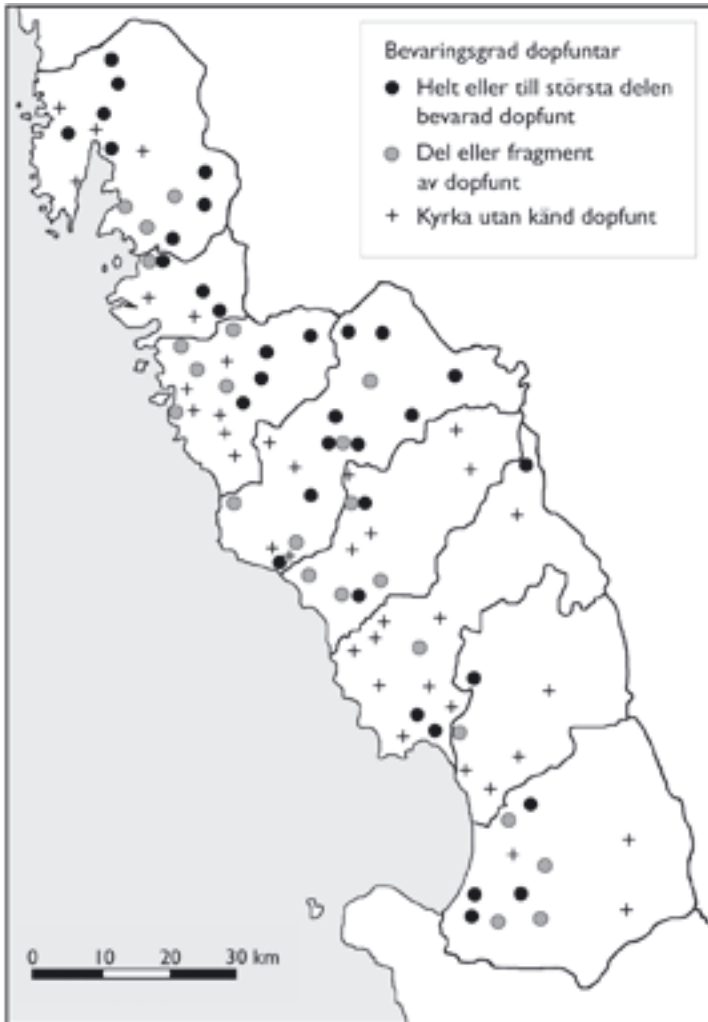 Bevaringsgrad dopfuntar
Helt eller till största delen
bevarad dopfunt
Del eller fragment
av dopfunt
Kyrka utan känd dopfunt
0 10 20 30 km